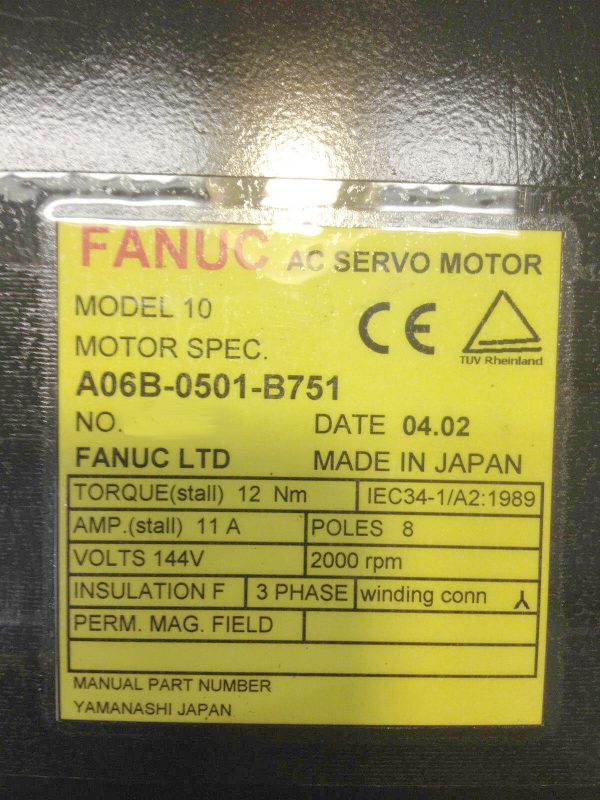 FANUC AC SERVO MOTOR
MODEL 10
MOTOR SPEC.
CE
TUV Rheinland
A06B-0501-B751
NO. DATE 04.02
FANUC LTD MADE IN JAPAN
TORQUE(stall) 12 Nm IEC34-1/A2:1989
AMP.(stall) 11 A POLES 8
VOLTS 144V 2000 rpm
INSULATION F 3 PHASE winding conn
PERM. MAG. FIELD
MANUAL PART NUMBER
YAMANASHI JAPAN